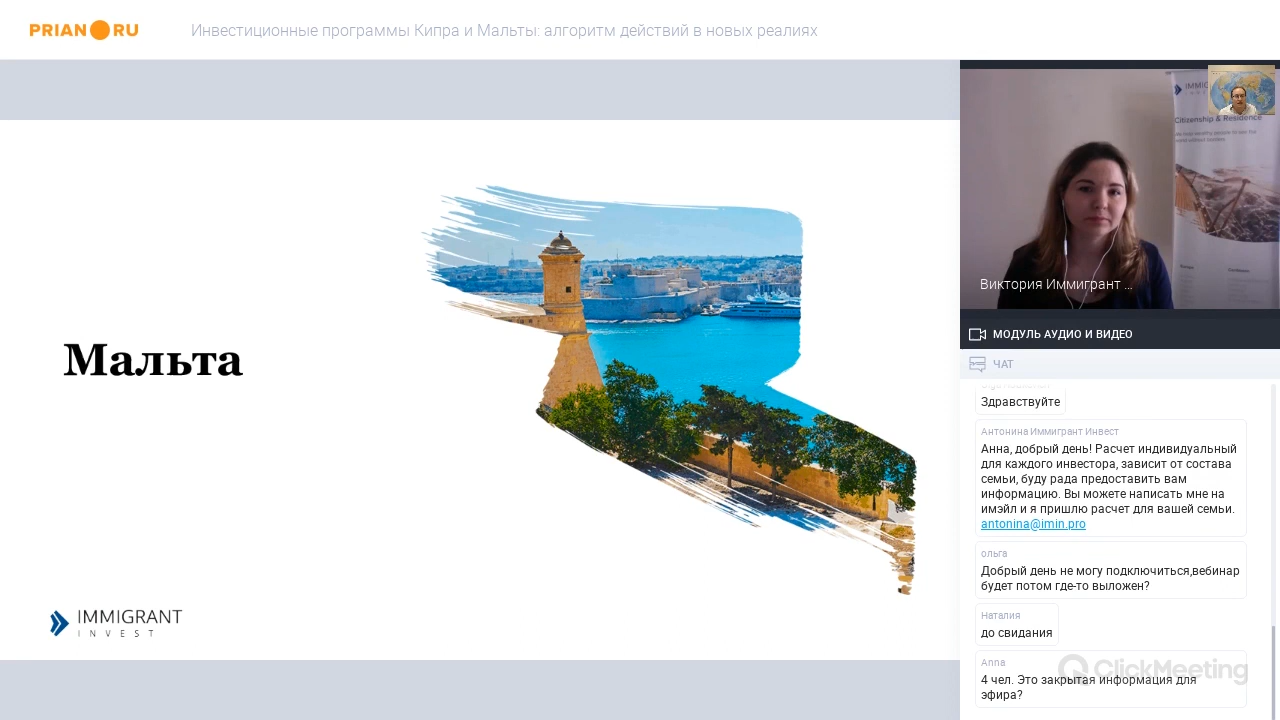 PRIAN RU
Инвестиционные программы Кипра и Мальты: алгоритм действий в новых реалиях
Мальта
IMMIGRANT
INVEST
IMMIG
Citizenship & Residence
Виктория Иммигрант ...
МОДУЛЬ АУДИО И ВИДЕО
ЧАТ
Здравствуйте
Антонина Иммигрант Инвест
Анна, добрый день! Расчет индивидуальный
для каждого инвестора, зависит от состава
семьи, буду рада предоставить вам
информацию. Вы можете написать мне на
имэйл и я пришлю расчет для вашей семьи.
antonina@imin.pro
ольга
Добрый день не могу подключиться,вебинар
будет потом где-то выложен?
Наталия
до свидания
Anna
4 чел. Это закрытая информация для
эфира?
ClickMeeting